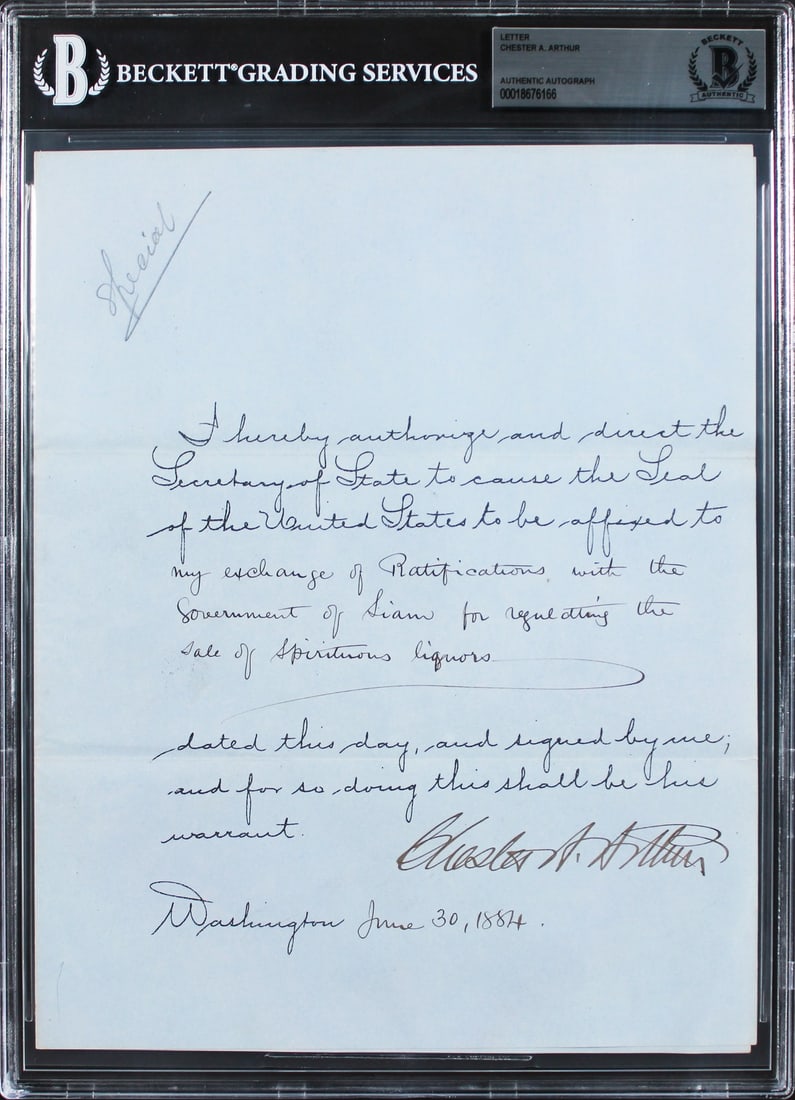 B BECKETT® GRADING SERVICES
LETTER
CHESTER A. ARTHUR
AUTHENTIC AUTOGRAPH
00018676166
BECKETT
B
AUTHENTIC
Special
I hereby authorize and direct the
Secretary of State to cause the Seal
of the United States to be affixed to
my exchange of Ratifications with the
Government of Siam for regulating the
sale of Spirituous liquors
dated this day, and signed by me;
and for so doing this shall be his
warrant.
Chester A. Arthur
Washington June 30, 1884.